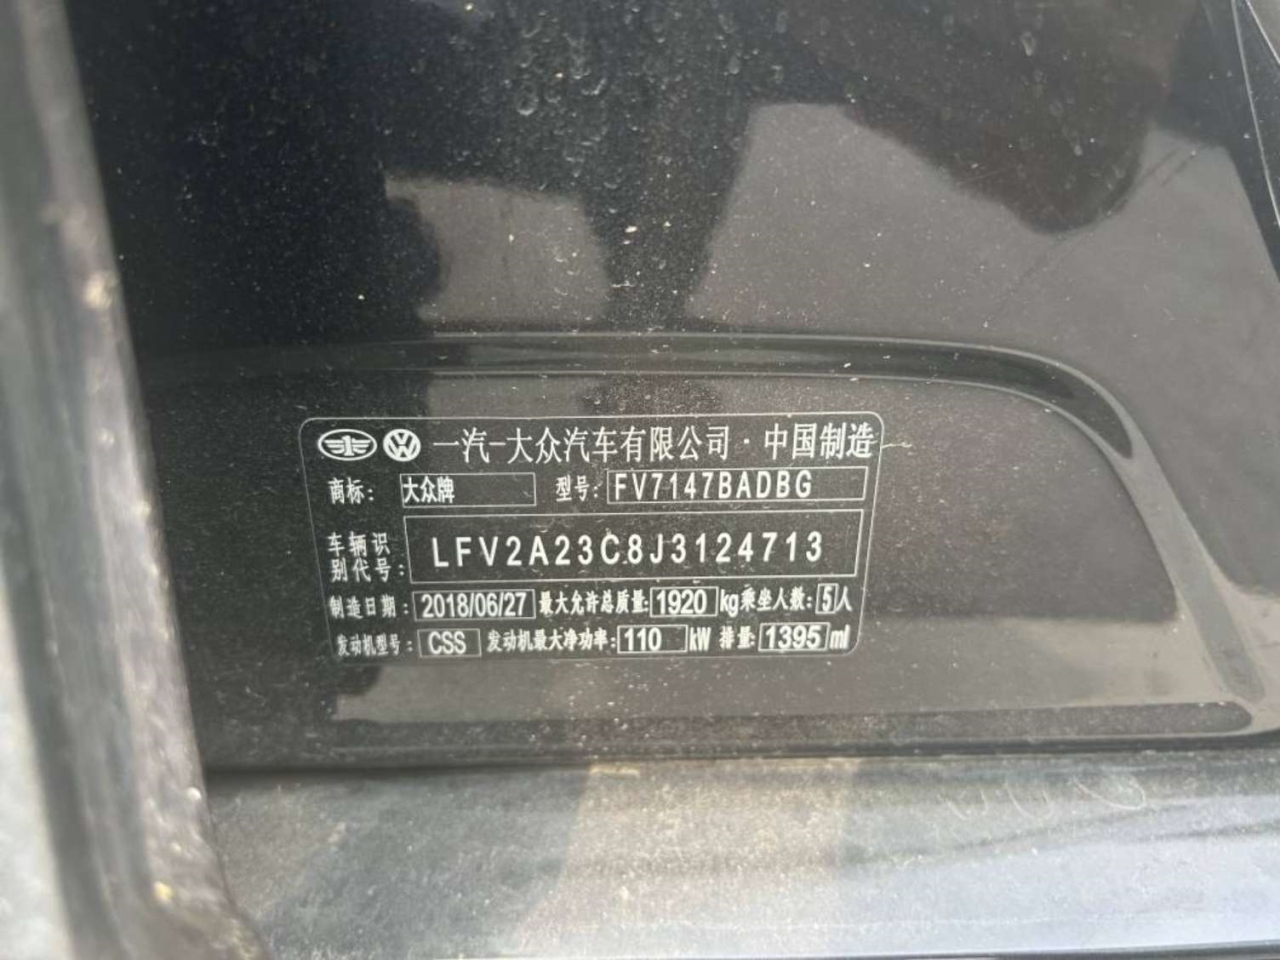 一汽-大众汽车有限公司·中国制造
商标: 大众牌 型号: FV7147BADBG
车辆识别代号: LFV2A23C8J3124713
制造日期: 2018/06/27 最大允许总质量: 1920 kg 乘坐人数: 5 人
发动机型号: CSS 发动机最大净功率: 110 kW 排量: 1395 ml